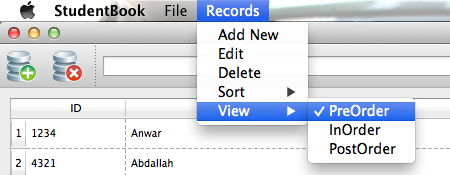 StudentBook File Records
Add New
Edit
Delete
Sort
View
✓ PreOrder
InOrder
PostOrder
ID
1 1234 Anwar
2 4321 Abdallah